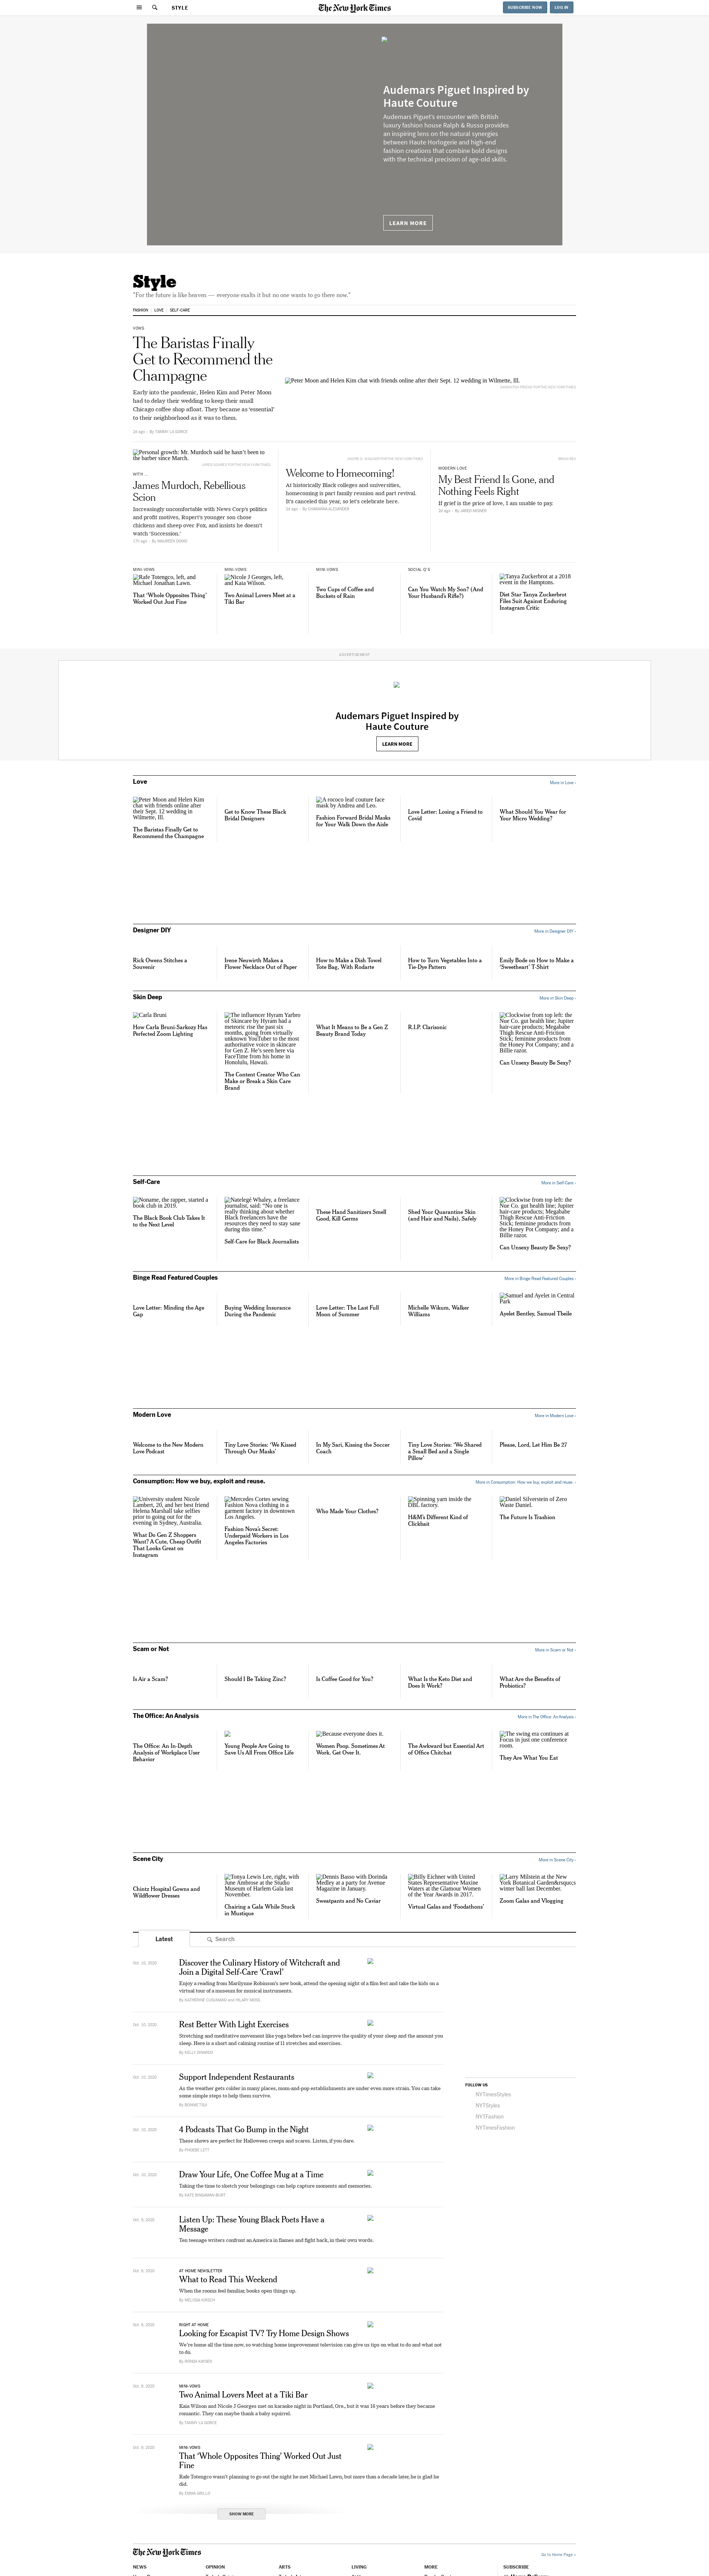 STYLE
The New York Times
SUBSCRIBE NOW
LOG IN
Audemars Piguet Inspired by
Haute Couture
Audemars Piguet's encounter with British
luxury fashion house Ralph & Russo provides
an inspiring lens on the natural synergies
between Haute Horlogerie and high-end
fashion creations that combine bold designs
with the technical precision of age-old skills.
LEARN MORE
Style
"For the future is like heaven — everyone exalts it but no one wants to go there now."
FASHION
LOVE
SELF-CARE
VOWS
The Baristas Finally
Get to Recommend the
Champagne
Early into the pandemic, Helen Kim and Peter Moon
had to delay their wedding to keep their small
Chicago coffee shop afloat. They became an 'essential'
to their neighborhood as it was to them.
By TAMMY LA GORCE
Peter Moon and Helen Kim chat with friends online after their Sept. 12 wedding in Wilmette, Ill.
Personal growth: Mr. Murdoch said he hasn't been to
the barber since March.
WITH ...
James Murdoch, Rebellious
Scion
Increasingly uncomfortable with News Corp's politics
and profit motives, Rupert's younger son chose
chickens and sheep over Fox, and insists he doesn't
watch 'Succession.'
17h ago – By MAUREEN DOWD
Welcome to Homecoming!
At historically Black colleges and universities,
homecoming is part family reunion and part revival.
It's canceled this year, so let's celebrate here.
MODERN LOVE
My Best Friend Is Gone, and
Nothing Feels Right
If grief is the price of love, I am unable to pay.
MINI-VOWS
Rafe Totengco, left, and
Michael Jonathan Lawn.
That 'Whole Opposites Thing'
Worked Out Just Fine
MINI-VOWS
Nicole J Georges, left,
and Kaia Wilson.
Two Animal Lovers Meet at a
Tiki Bar
MINI-VOWS
Two Cups of Coffee and
Buckets of Rain
SOCIAL Q'S
Can You Watch My Son? (And
Your Husband's Rifle?)
Tanya Zuckerbrot at a 2018
event in the Hamptons.
Diet Star Tanya Zuckerbrot
Files Suit Against Enduring
Instagram Critic
ADVERTISEMENT
Audemars Piguet Inspired by
Haute Couture
LEARN MORE
Love
More in Love ›
Peter Moon and Helen Kim
chat with friends online after
their Sept. 12 wedding in
Wilmette, Ill.
The Baristas Finally Get to
Recommend the Champagne
Get to Know These Black
Bridal Designers
A rococo leaf couture face
mask by Andrea and Leo.
Fashion Forward Bridal Masks
for Your Walk Down the Aisle
Love Letter: Losing a Friend to
Covid
What Should You Wear for
Your Micro Wedding?
Designer DIY
More in Designer DIY ›
Rick Owens Stitches a
Souvenir
Irene Neuwirth Makes a
Flower Necklace Out of Paper
How to Make a Dish Towel
Tote Bag, With Rodarte
How to Turn Vegetables Into a
Tie-Dye Pattern
Emily Bode on How to Make a
'Sweetheart' T-Shirt
Skin Deep
More in Skin Deep ›
Carla Bruni
How Carla Bruni-Sarkozy Has
Perfected Zoom Lighting
The influencer Hyram Yarbro
of Skincare by Hyram had a
meteoric rise the past six
months, going from virtually
unknown YouTuber to the most
authoritative voice in skincare
for Gen Z. He's seen here via
FaceTime from his home in
Honolulu, Hawaii.
The Content Creator Who Can
Make or Break a Skin Care
Brand
What It Means to Be a Gen Z
Beauty Brand Today
R.I.P. Clarisonic
Clockwise from top left: the
Nue Co. gut health line; Jupiter
hair-care products; Megababe
Thigh Rescue Anti-Friction
Stick; feminine products from
the Honey Pot Company; and a
Billie razor.
Can Unsexy Beauty Be Sexy?
Self-Care
More in Self-Care ›
Noname, the rapper, started a
book club in 2019.
The Black Book Club Takes It
to the Next Level
Natelegé Whaley, a freelance
journalist, said: "No one is
really thinking about whether
Black freelancers have the
resources they need to stay sane
during this time."
Self-Care for Black Journalists
These Hand Sanitizers Smell
Good, Kill Germs
Shed Your Quarantine Skin
(and Hair and Nails), Safely
Clockwise from top left: the
Nue Co. gut health line; Jupiter
hair-care products; Megababe
Thigh Rescue Anti-Friction
Stick; feminine products from
the Honey Pot Company; and a
Billie razor.
Can Unsexy Beauty Be Sexy?
Binge Read Featured Couples
More in Binge Read Featured Couples ›
Love Letter: Minding the Age
Gap
Buying Wedding Insurance
During the Pandemic
Love Letter: The Last Full
Moon of Summer
Michelle Wikum, Walker
Williams
Samuel and Ayelet in Central
Park
Ayelet Bentley, Samuel Tbeile
Modern Love
More in Modern Love ›
Welcome to the New Modern
Love Podcast
Tiny Love Stories: 'We Kissed
Through Our Masks'
In My Sari, Kissing the Soccer
Coach
Tiny Love Stories: 'We Shared
a Small Bed and a Single
Pillow'
Please, Lord, Let Him Be 27
Consumption: How we buy, exploit and reuse.
More in Consumption: How we buy, exploit and reuse. ›
University student Nicole
Lambert, 20, and her best friend
Helena Marshall take selfies
prior to going out for the
evening in Sydney, Australia.
What Do Gen Z Shoppers
Want? A Cute, Cheap Outfit
That Looks Great on
Instagram
Mercedes Cortes sewing
Fashion Nova clothing in a
garment factory in downtown
Los Angeles.
Fashion Nova's Secret:
Underpaid Workers in Los
Angeles Factories
Who Made Your Clothes?
Spinning yarn inside the
DBL factory.
H&M's Different Kind of
Clickbait
Daniel Silverstein of Zero
Waste Daniel.
The Future Is Trashion
Scam or Not
More in Scam or Not ›
Is Air a Scam?
Should I Be Taking Zinc?
Is Coffee Good for You?
What Is the Keto Diet and
Does It Work?
What Are the Benefits of
Probiotics?
The Office: An Analysis
More in The Office: An Analysis ›
The Office: An In-Depth
Analysis of Workplace User
Behavior
Young People Are Going to
Save Us All From Office Life
Because everyone does it.
Women Poop. Sometimes At
Work. Get Over It.
The Awkward but Essential Art
of Office Chitchat
The swing era continues at
Focus in just one conference
room.
They Are What You Eat
Scene City
More in Scene City ›
Chintz Hospital Gowns and
Wildflower Dresses
Tonya Lewis Lee, right, with
June Ambrose at the Studio
Museum of Harlem Gala last
November.
Chairing a Gala While Stuck
in Mustique
Dennis Basso with Dorinda
Medley at a party for Avenue
Magazine in January.
Sweatpants and No Caviar
Billy Eichner with United
States Representative Maxine
Waters at the Glamour Women
of the Year Awards in 2017.
Virtual Galas and 'Foodathons'
Larry Milstein at the New
York Botanical Garden's
winter ball last December.
Zoom Galas and Vlogging
Latest
Search
Oct. 10, 2020
Discover the Culinary History of Witchcraft and
Join a Digital Self-Care 'Crawl'
Enjoy a reading from Marilynne Robinson's new book, attend the opening night of a film fest and take the kids on a
virtual tour of a museum for musical instruments.
Oct. 10, 2020
Rest Better With Light Exercises
Stretching and meditative movement like yoga before bed can improve the quality of your sleep and the amount you
sleep. Here is a short and calming routine of 11 stretches and exercises.
Oct. 10, 2020
Support Independent Restaurants
As the weather gets colder in many places, mom-and-pop establishments are under even more strain. You can take
some simple steps to help them survive.
By BONNIE TSUI
Oct. 10, 2020
4 Podcasts That Go Bump in the Night
These shows are perfect for Halloween creeps and scares. Listen, if you dare.
By PHOEBE LETT
Oct. 10, 2020
Draw Your Life, One Coffee Mug at a Time
Taking the time to sketch your belongings can help capture moments and memories.
Oct. 9, 2020
Listen Up: These Young Black Poets Have a
Message
Ten teenage writers confront an America in flames and fight back, in their own words.
Oct. 9, 2020
AT HOME NEWSLETTER
What to Read This Weekend
When the rooms feel familiar, books open things up.
By MELISSA KIRSCH
Oct. 9, 2020
RIGHT AT HOME
Looking for Escapist TV? Try Home Design Shows
We're home all the time now, so watching home improvement television can give us tips on what to do and what not
to do.
By RONDA KAYSEN
Oct. 9, 2020
MINI-VOWS
Two Animal Lovers Meet at a Tiki Bar
Kaia Wilson and Nicole J Georges met on karaoke night in Portland, Ore., but it was 16 years before they became
romantic. They can maybe thank a baby squirrel.
By TAMMY LA GORCE
Oct. 9, 2020
MINI-VOWS
That 'Whole Opposites Thing' Worked Out Just
Fine
Rafe Totengco wasn't planning to go out the night he met Michael Lawn, but more than a decade later, he is glad he
did.
SHOW MORE
FOLLOW US
NYTimesStyles
NYTStyles
NYTFashion
NYTimesFashion
The New York Times
Go to Home Page »
NEWS
OPINION
ARTS
LIVING
MORE
SUBSCRIBE